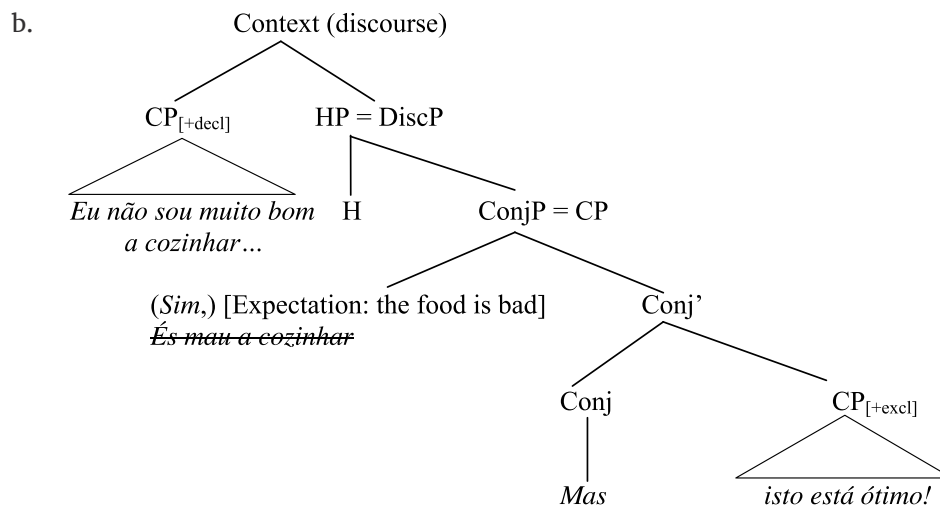 b.
Context (discourse)
CP[+decl]
HP = DiscP
Eu não sou muito bom
a cozinhar…
H
ConjP = CP
(Sim,) [Expectation: the food is bad]
És mau a cozinhar
Conj’
Conj
CP[+excl]
Mas
isto está ótimo!